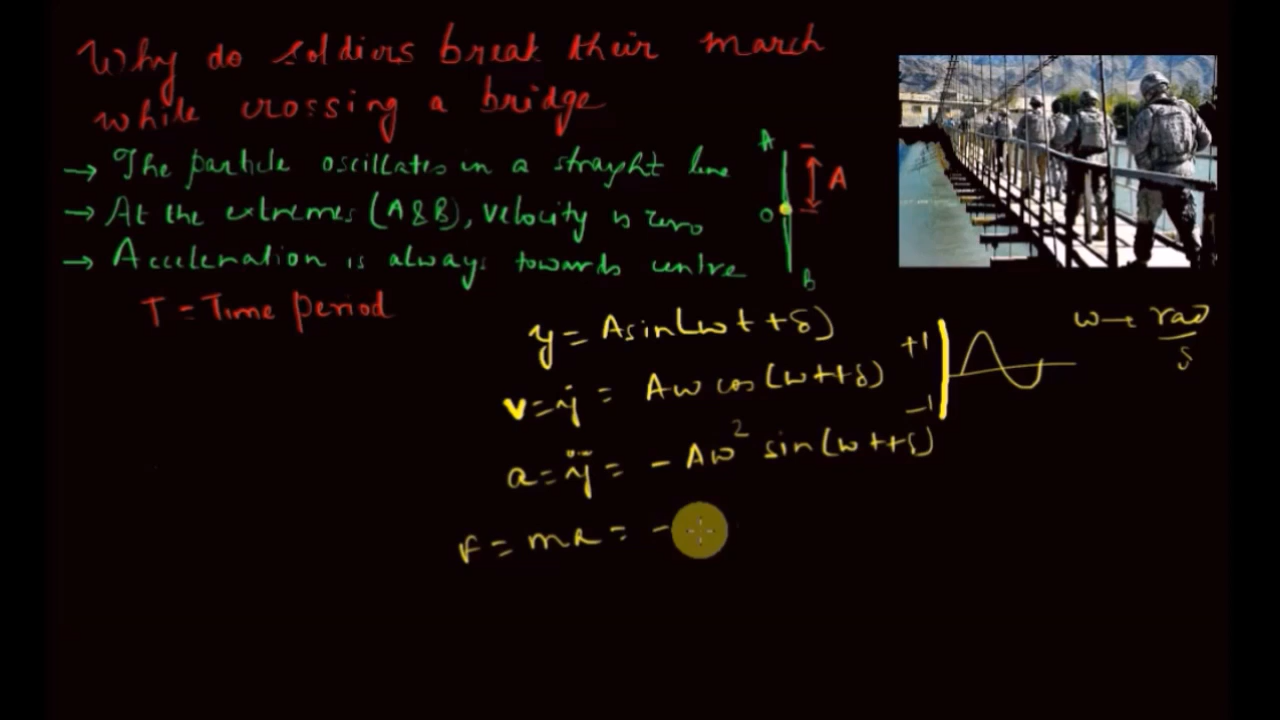 Why do soldiers break their march
while crossing a bridge
→ The particle oscillates in a straight line
→ At the extremes (A&B), velocity is zero
→ Acceleration is always towards centre
T = Time period
A
O
B
A
y = A sin(ωt + δ)
v = ẏ = Aω cos(ωt+δ)
a = ÿ = - Aω² sin(ωt+δ)
F = ma = -
+1
-1
ω → rad/s